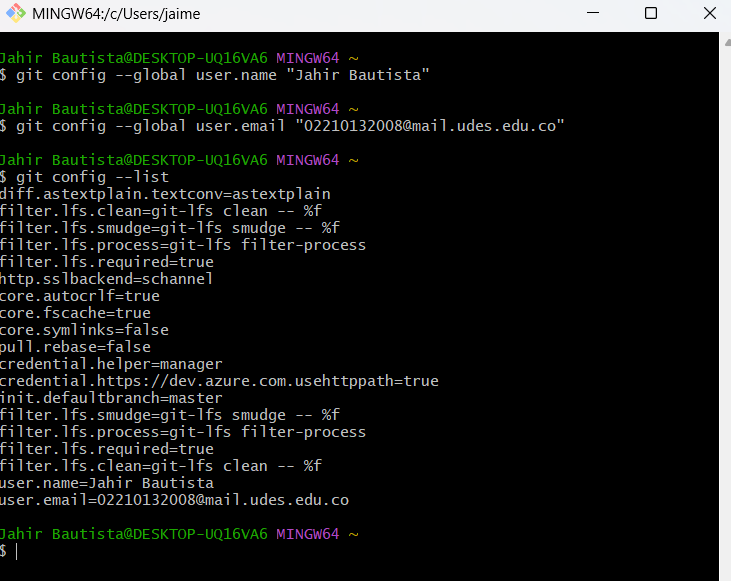 MINGW64:/c/Users/jaime
Jahir Bautista@DESKTOP-UQ16VA6 MINGW64 ~
$ git config --global user.name "Jahir Bautista"
Jahir Bautista@DESKTOP-UQ16VA6 MINGW64 ~
$ git config --global user.email "02210132008@mail.udes.edu.co"
Jahir Bautista@DESKTOP-UQ16VA6 MINGW64 ~
$ git config --list
diff.astextplain.textconv=astextplain
filter.lfs.clean=git-lfs clean -- %f
filter.lfs.smudge=git-lfs smudge -- %f
filter.lfs.process=git-lfs filter-process
filter.lfs.required=true
http.sslbackend=schannel
core.autocrlf=true
core.fscache=true
core.symlinks=false
pull.rebase=false
credential.helper=manager
credential.https://dev.azure.com.usehttppath=true
init.defaultbranch=master
filter.lfs.smudge=git-lfs smudge -- %f
filter.lfs.process=git-lfs filter-process
filter.lfs.required=true
filter.lfs.clean=git-lfs clean -- %f
user.name=Jahir Bautista
user.email=02210132008@mail.udes.edu.co
Jahir Bautista@DESKTOP-UQ16VA6 MINGW64 ~
$